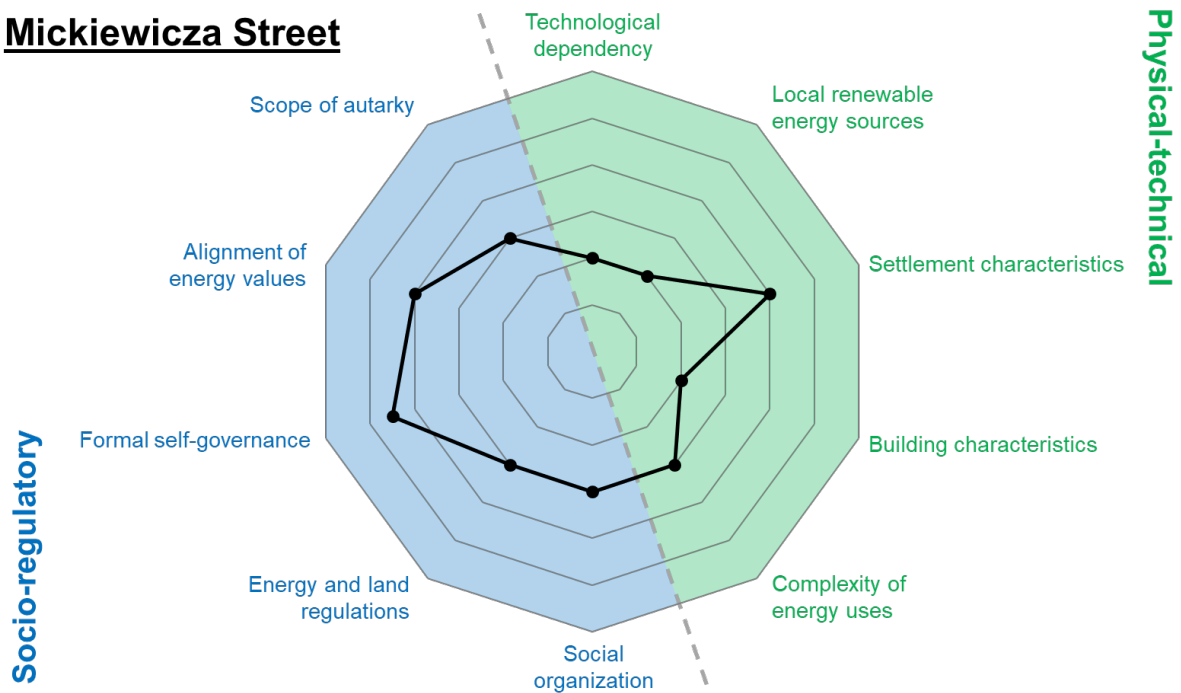 Mickiewicza Street
Technological
dependency
Physical-technical
Scope of autarky
Local renewable
energy sources
Alignment of
energy values
Settlement characteristics
Formal self-governance
Building characteristics
Socio-regulatory
Energy and land
regulations
Complexity of
energy uses
Social
organization